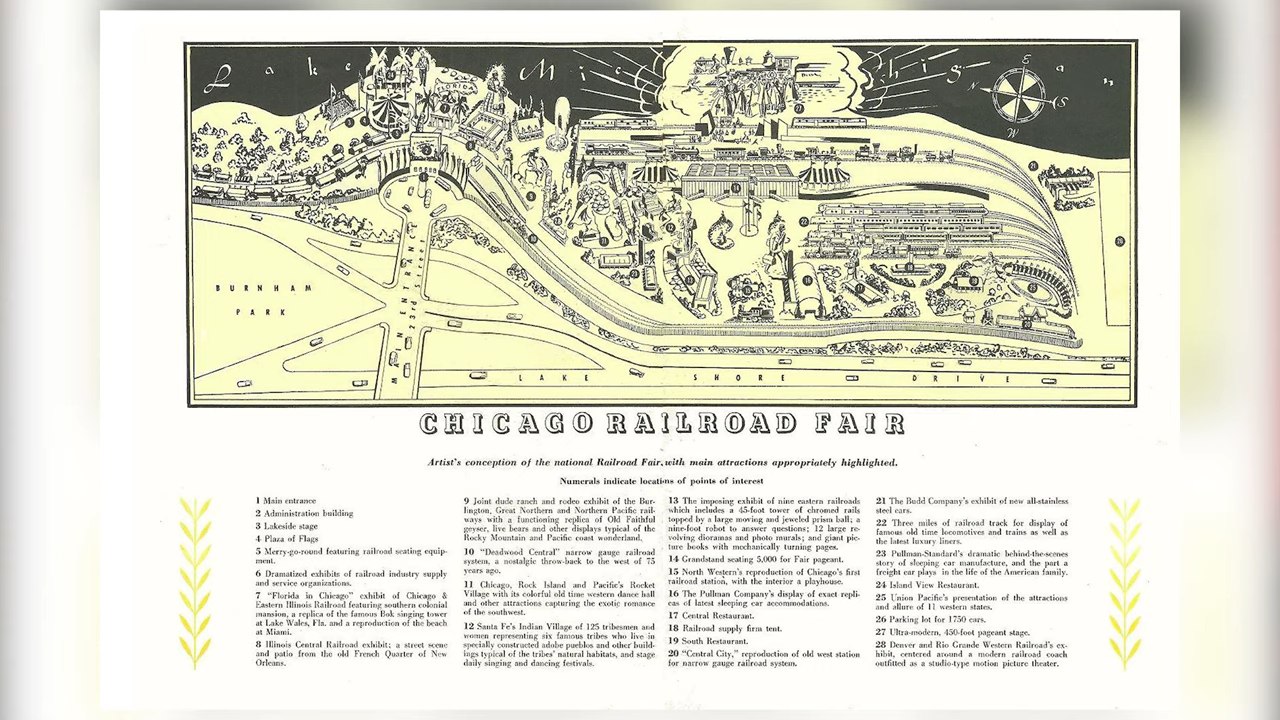 Lake Michigan
FLORIDA
E
N
S
W
BURNHAM
PARK
MAIN ENTRANCE
23rd Street
LAKE SHORE DRIVE
CHICAGO RAILROAD FAIR
Artist's conception of the national Railroad Fair, with main attractions appropriately highlighted.
Numerals indicate locations of points of interest
1 Main entrance
2 Administration building
3 Lakeside stage
4 Plaza of Flags
5 Merry-go-round featuring railroad seating equip-
ment.
6 Dramatized exhibits of railroad industry supply
and service organizations.
7 "Florida in Chicago" exhibit of Chicago &
Eastern Illinois Railroad featuring southern colonial
mansion, a replica of the famous Bok singing tower
at Lake Wales, Fla. and a reproduction of the beach
at Miami.
8 Illinois Central Railroad exhibit; a street scene
and patio from the old French Quarter of New
Orleans.
9 Joint dude ranch and rodeo exhibit of the Bur-
lington, Great Northern and Northern Pacific rail-
ways with a functioning replica of Old Faithful
geyser, live bears and other displays typical of the
Rocky Mountain and Pacific coast wonderland.
10 "Deadwood Central" narrow gauge railroad
system, a nostalgic throw-back to the west of 75
years ago.
11 Chicago, Rock Island and Pacific's Rocket
Village with its colorful old time western dance hall
and other attractions capturing the exotic romance
of the southwest.
12 Santa Fe's Indian Village of 125 tribesmen and
women representing six famous tribes who live in
specially constructed adobe pueblos and other build-
ings typical of the tribes' natural habitats, and stage
daily singing and dancing festivals.
13 The imposing exhibit of nine eastern railroads
which includes a 45-foot tower of chromed rails
topped by a large moving and jeweled prism ball; a
nine-foot robot to answer questions; 12 large re-
volving dioramas and photo murals; and giant pic-
ture books with mechanically turning pages.
14 Grandstand seating 5,000 for Fair pageant.
15 North Western's reproduction of Chicago's first
railroad station, with the interior a playhouse.
16 The Pullman Company's display of exact repli-
cas of latest sleeping car accommodations.
17 Central Restaurant.
18 Railroad supply firm tent.
19 South Restaurant.
20 "Central City," reproduction of old west station
for narrow gauge railroad system.
21 The Budd Company's exhibit of new all-stainless
steel cars.
22 Three miles of railroad track for display of
famous old time locomotives and trains as well as
the latest luxury liners.
23 Pullman-Standard's dramatic behind-the-scenes
story of sleeping car manufacture, and the part a
freight car plays in the life of the American family.
24 Island View Restaurant.
25 Union Pacific's presentation of the attractions
and allure of 11 western states.
26 Parking lot for 1750 cars.
27 Ultra-modern, 450-foot pageant stage.
28 Denver and Rio Grande Western Railroad's ex-
hibit, centered around a modern railroad coach
outfitted as a studio-type motion picture theater.